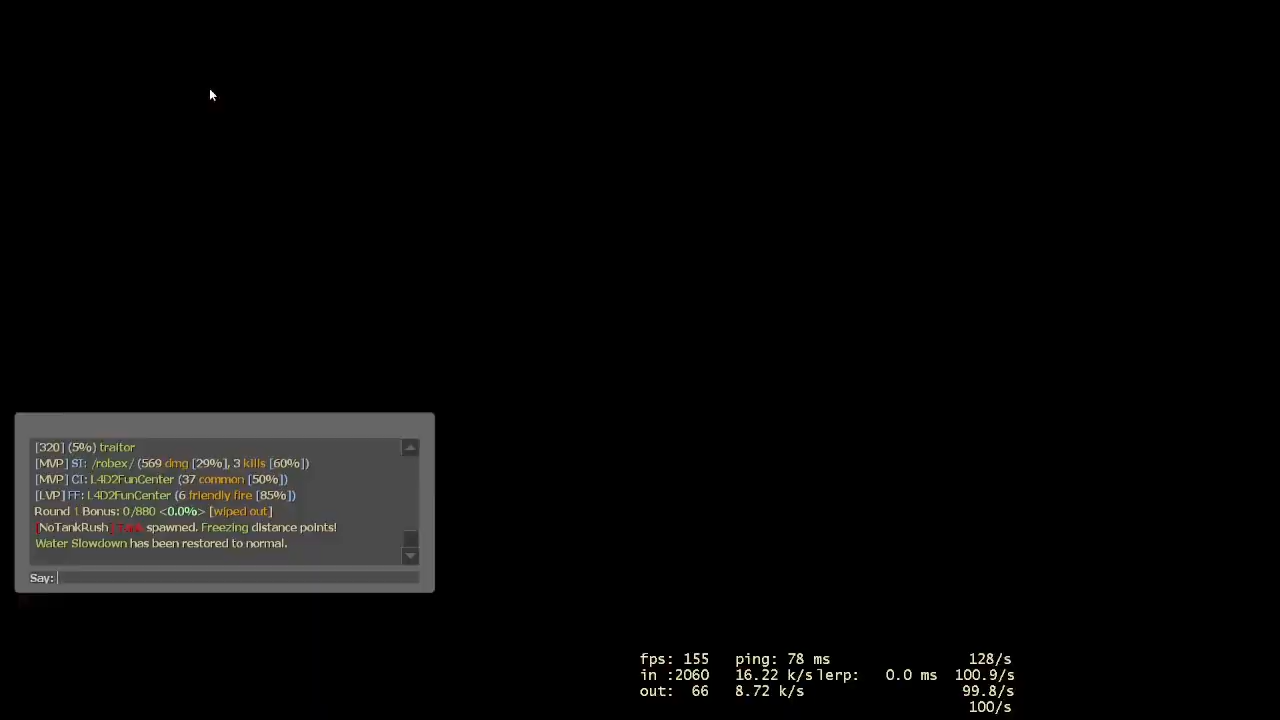 [320] (5%) traitor
[MVP] SI: /robex/ (569 dmg [29%], 3 kills [60%])
[MVP] CI: L4D2FunCenter (37 common [50%])
[LVP] FF: L4D2FunCenter (6 friendly fire [85%])
Round 1 Bonus: 0/880 <0.0%> [wiped out]
[NoTankRush] Tank spawned. Freezing distance points!
Water Slowdown has been restored to normal.
Say:
fps: 155 ping: 78 ms 128/s
in :2060 16.22 k/s lerp: 0.0 ms 100.9/s
out: 66 8.72 k/s 99.8/s
100/s